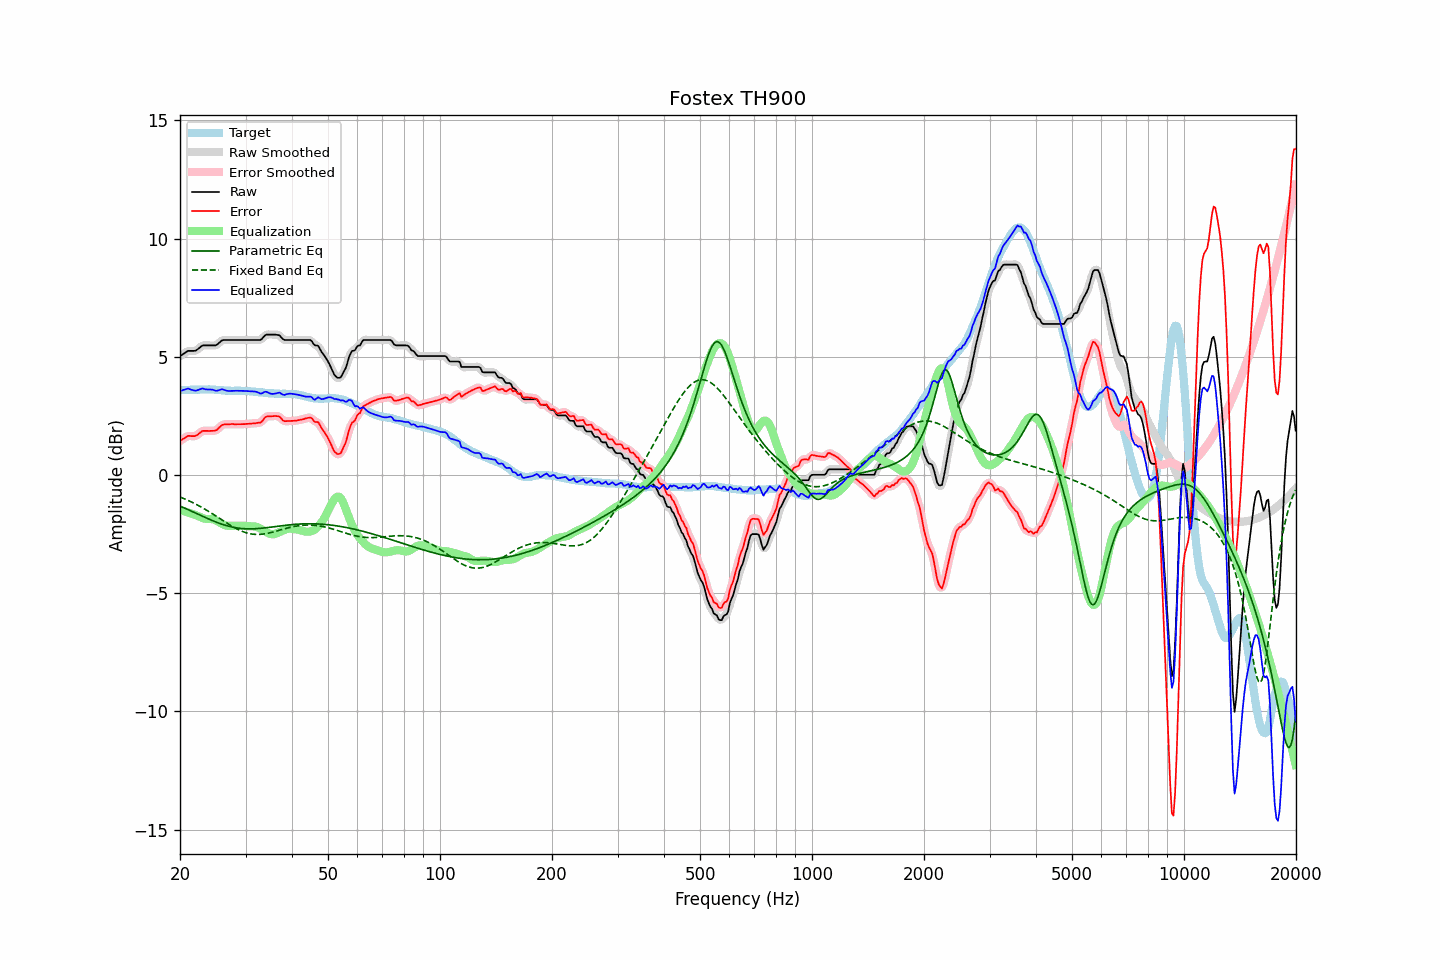 Fostex TH900
Target
Raw Smoothed
Error Smoothed
Raw
Error
Equalization
Parametric Eq
Fixed Band Eq
Equalized
15
10
5
0
−5
−10
−15
Amplitude (dBr)
20 50 100 200 500 1000 2000 5000 10000 20000
Frequency (Hz)